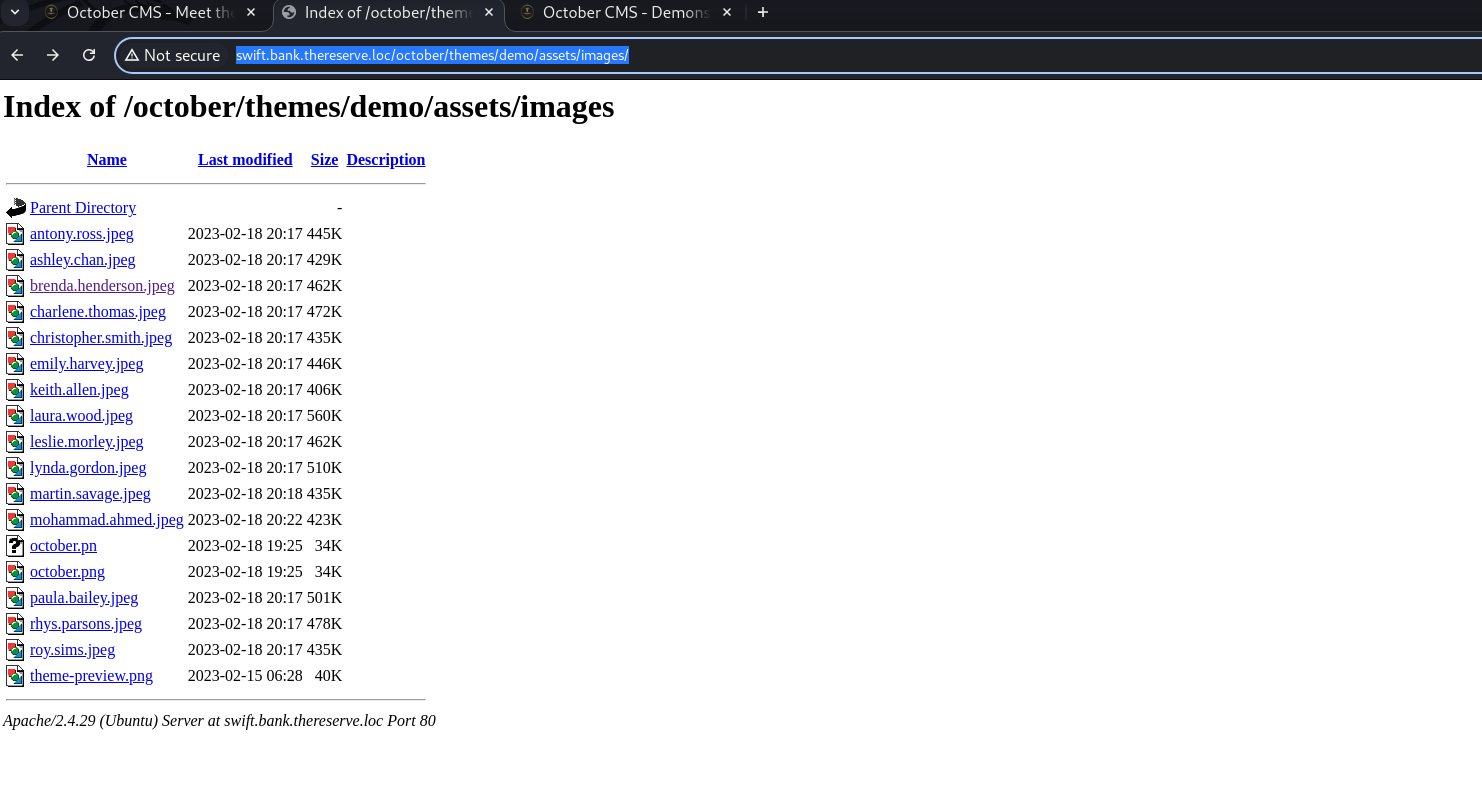 October CMS - Meet the
Index of /october/theme
October CMS - Demons
Not secure swift.bank.thereserve.loc/october/themes/demo/assets/images/
Index of /october/themes/demo/assets/images
Name Last modified Size Description
Parent Directory -
antony.ross.jpeg 2023-02-18 20:17 445K
ashley.chan.jpeg 2023-02-18 20:17 429K
brenda.henderson.jpeg 2023-02-18 20:17 462K
charlene.thomas.jpeg 2023-02-18 20:17 472K
christopher.smith.jpeg 2023-02-18 20:17 435K
emily.harvey.jpeg 2023-02-18 20:17 446K
keith.allen.jpeg 2023-02-18 20:17 406K
laura.wood.jpeg 2023-02-18 20:17 560K
leslie.morley.jpeg 2023-02-18 20:17 462K
lynda.gordon.jpeg 2023-02-18 20:17 510K
martin.savage.jpeg 2023-02-18 20:18 435K
mohammad.ahmed.jpeg 2023-02-18 20:22 423K
october.pn 2023-02-18 19:25 34K
october.png 2023-02-18 19:25 34K
paula.bailey.jpeg 2023-02-18 20:17 501K
rhys.parsons.jpeg 2023-02-18 20:17 478K
roy.sims.jpeg 2023-02-18 20:17 435K
theme-preview.png 2023-02-15 06:28 40K
Apache/2.4.29 (Ubuntu) Server at swift.bank.thereserve.loc Port 80